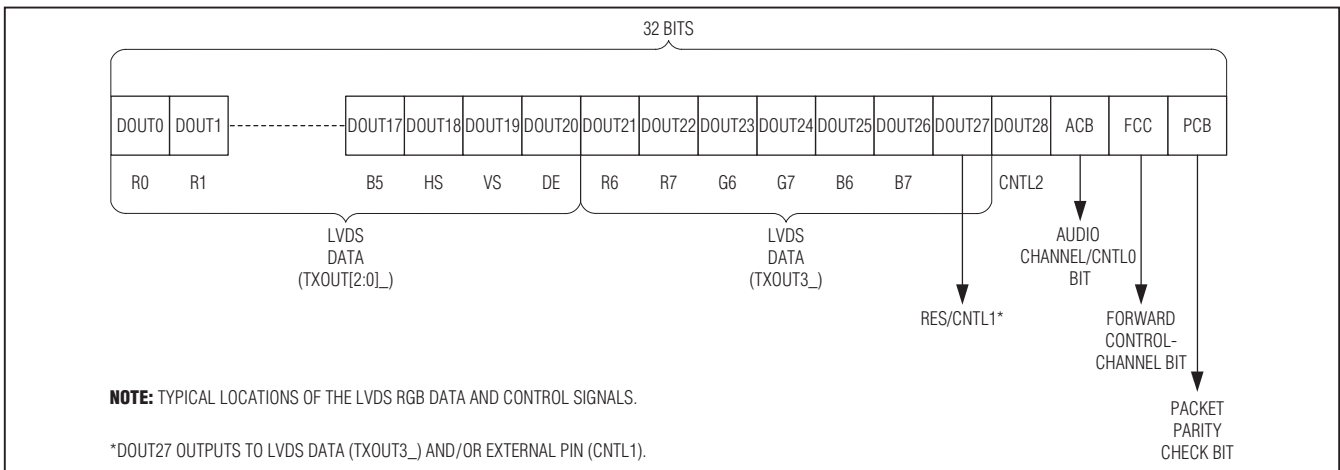 32 BITS
DOUT0 DOUT1 DOUT17 DOUT18 DOUT19 DOUT20 DOUT21 DOUT22 DOUT23 DOUT24 DOUT25 DOUT26 DOUT27 DOUT28 ACB FCC PCB
R0 R1 B5 HS VS DE R6 R7 G6 G7 B6 B7 CNTL2
LVDS
DATA
(TXOUT[2:0]_)
LVDS
DATA
(TXOUT3_)
RES/CNTL1*
AUDIO
CHANNEL/CNTL0
BIT
FORWARD
CONTROL-
CHANNEL BIT
PACKET
PARITY
CHECK BIT
NOTE: TYPICAL LOCATIONS OF THE LVDS RGB DATA AND CONTROL SIGNALS.
*DOUT27 OUTPUTS TO LVDS DATA (TXOUT3_) AND/OR EXTERNAL PIN (CNTL1).